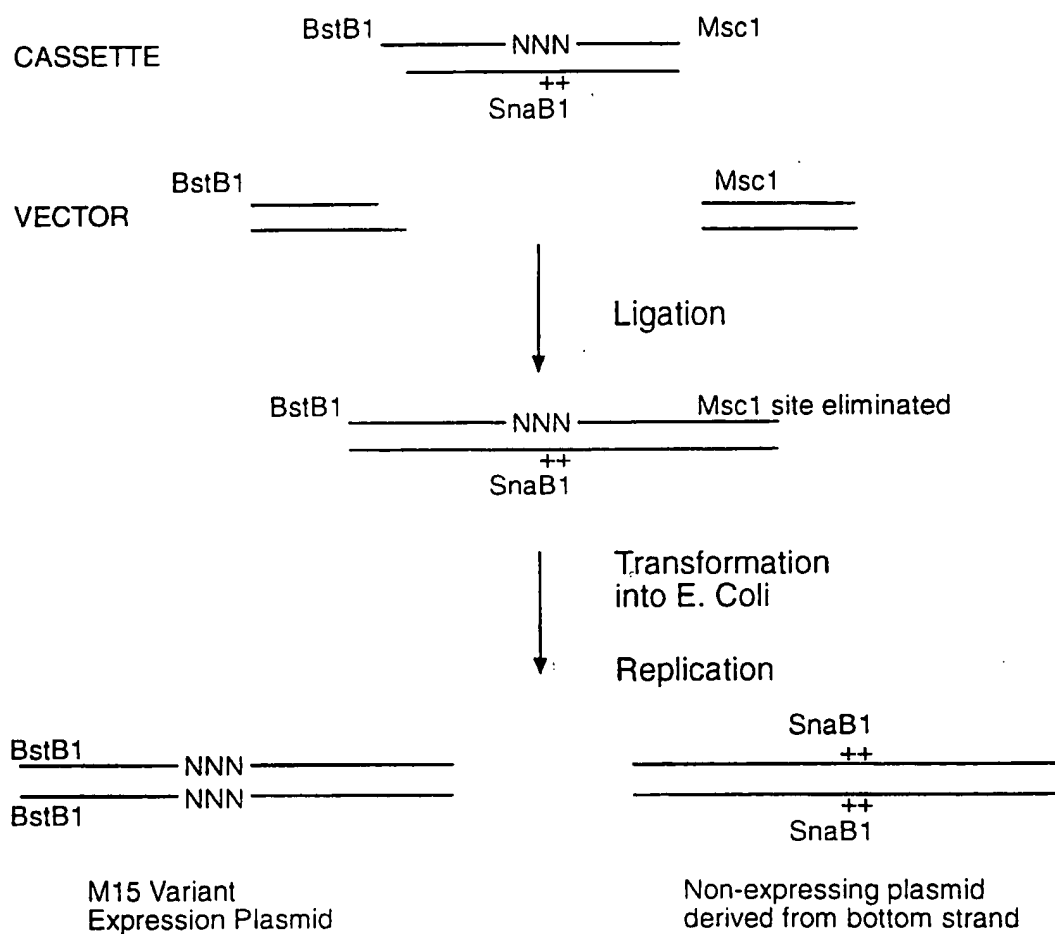 BstB1 NNN Msc1
CASSETTE
++
SnaB1
BstB1 Msc1
VECTOR
Ligation
BstB1 NNN Msc1 site eliminated
++
SnaB1
Transformation
into E. Coli
Replication
SnaB1
++
BstB1 NNN
BstB1 NNN
++
SnaB1
M15 Variant
Expression Plasmid
Non-expressing plasmid
derived from bottom strand